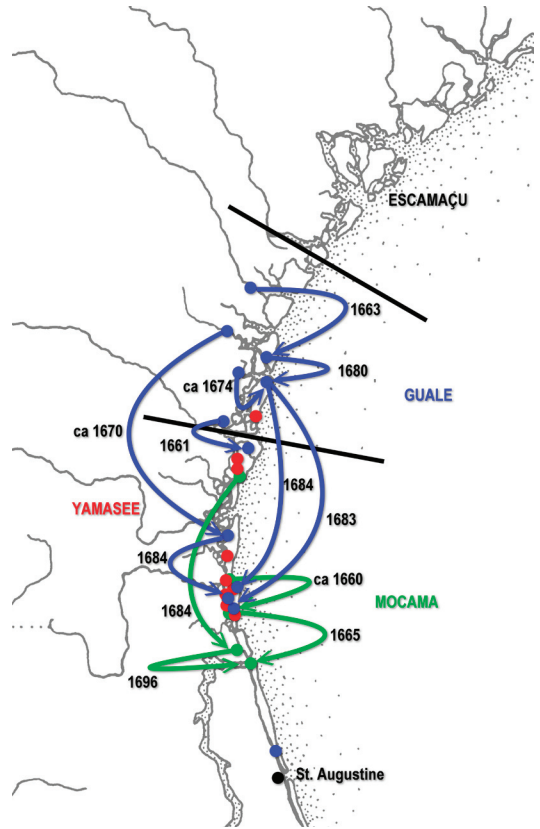 ESCAMAÇU
1663
1680
ca 1674
GUALE
ca 1670
1661
1684
YAMASEE
1683
1684
ca 1660
MOCAMA
1684
1665
1696
St. Augustine